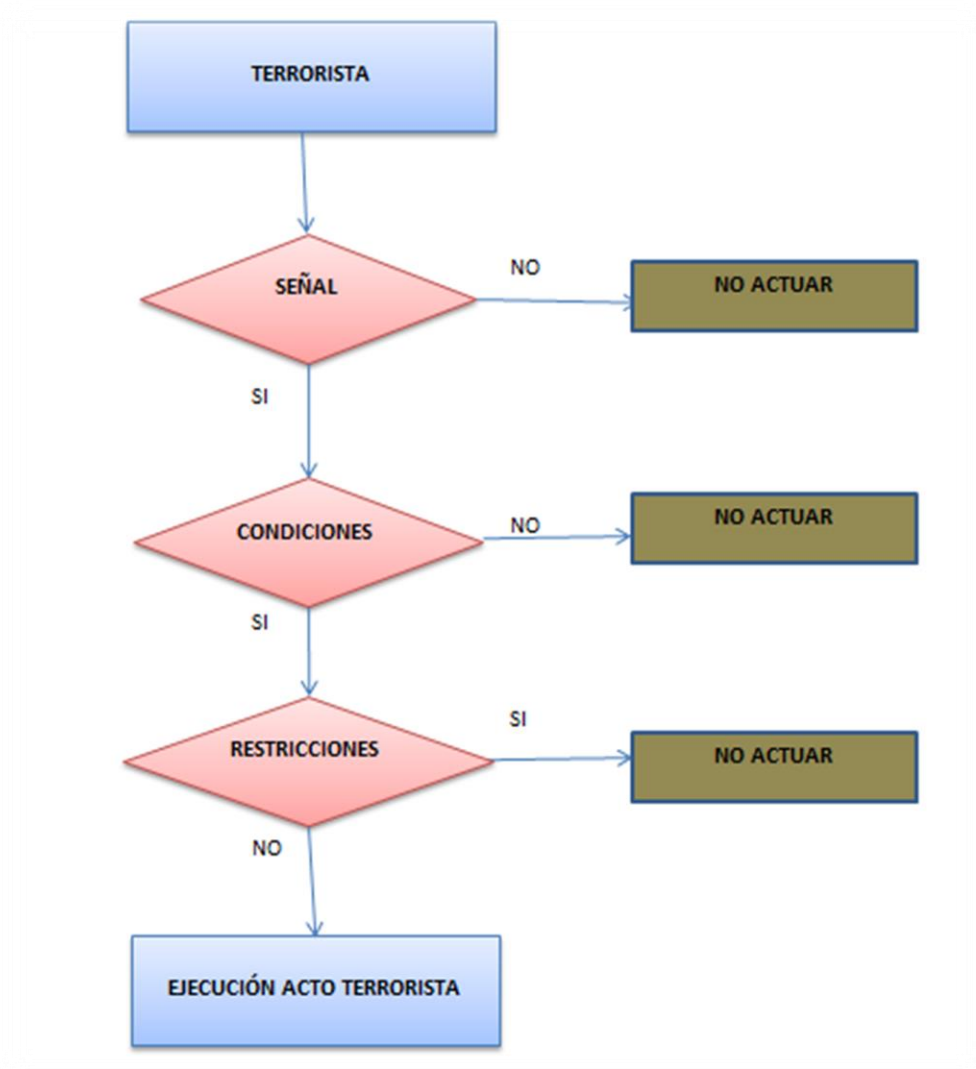 TERRORISTA
SEÑAL
NO
NO ACTUAR
SI
CONDICIONES
NO
NO ACTUAR
SI
RESTRICCIONES
SI
NO ACTUAR
NO
EJECUCIÓN ACTO TERRORISTA